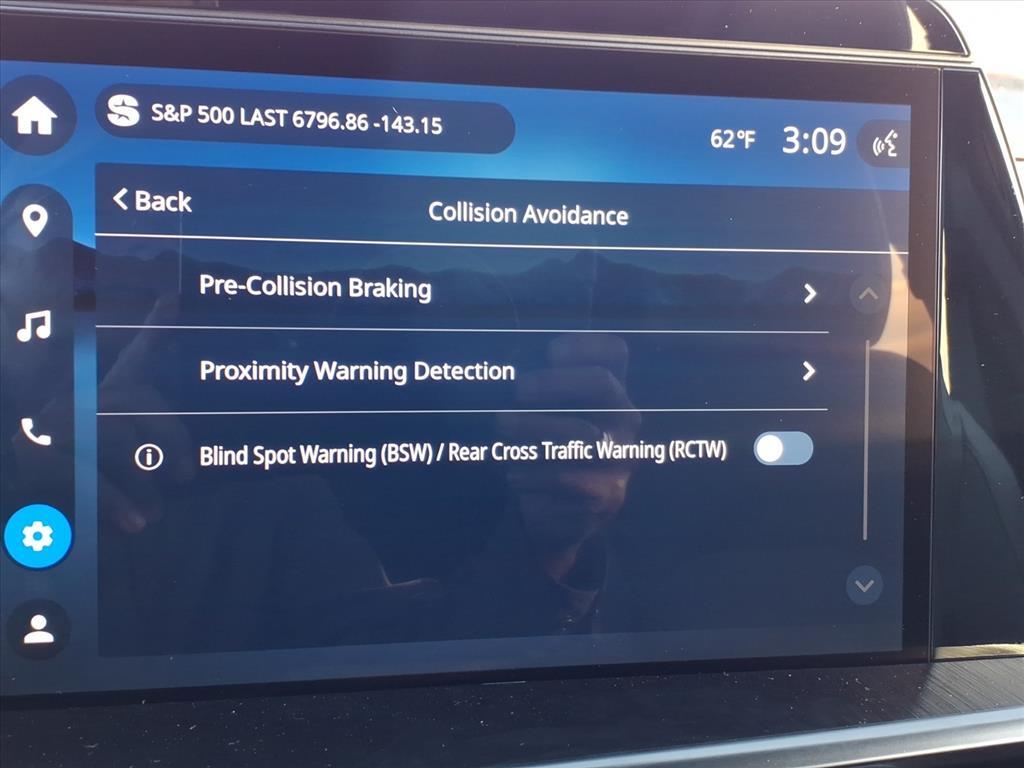 S&P 500 LAST 6796.86 -143.15
62°F 3:09
Back
Collision Avoidance
Pre-Collision Braking
Proximity Warning Detection
Blind Spot Warning (BSW) / Rear Cross Traffic Warning (RCTW)